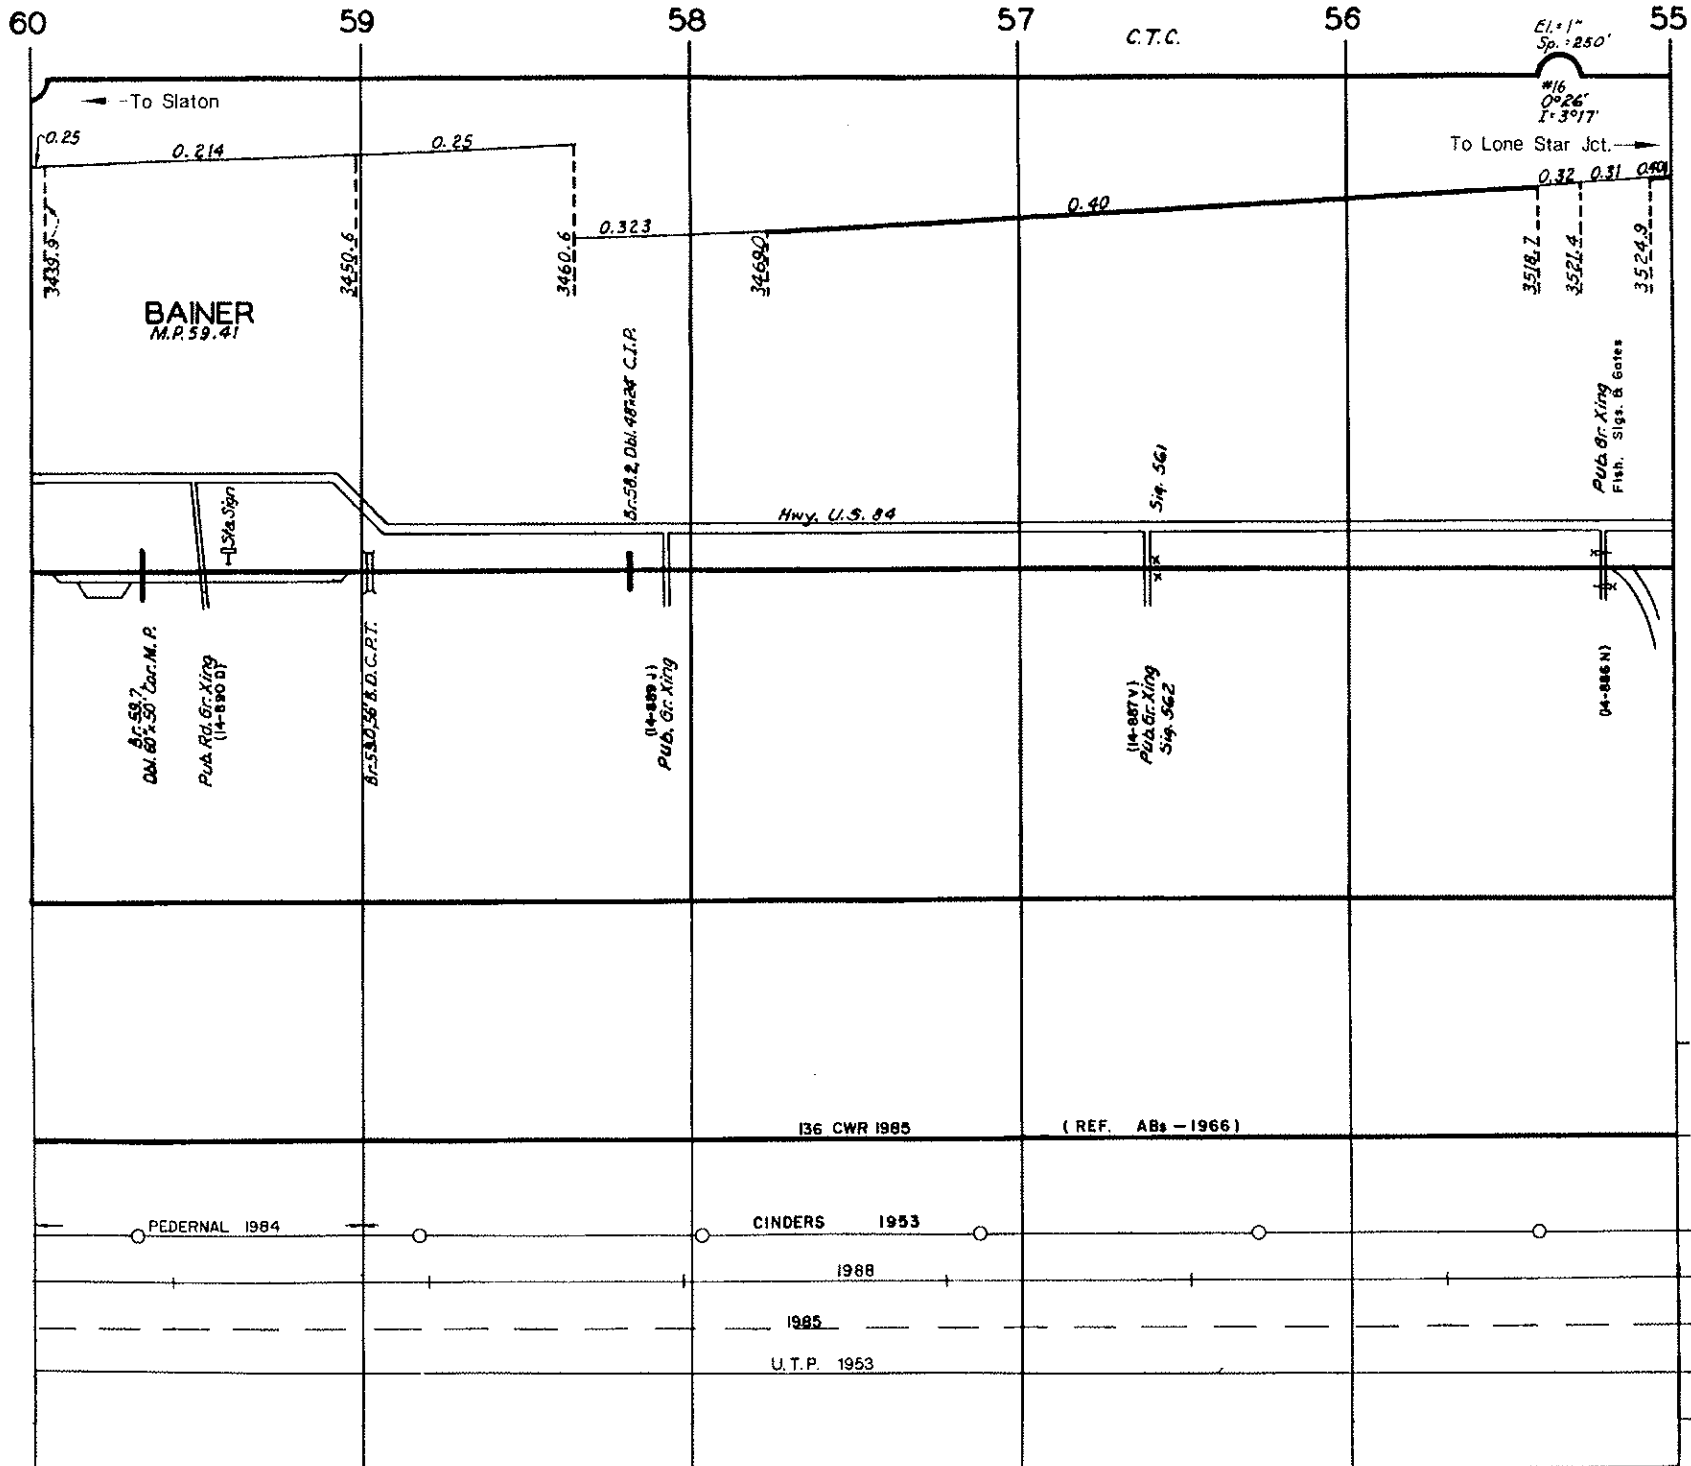 60 59 58 57 56 55
C.T.C.
El.=1"
Sp.=250'
#16
0°26'
I=3°17'
To Slaton
To Lone Star Jct.
0.25 0.214 0.25 0.323 0.40 0.32 0.31 0.40
3439.9 3450.6 3460.6 3469.0 3518.7 3521.4 3524.9
BAINER
M.P. 59.41
Br. 58.2, Dbl. 48"x24' C.I.P.
Sig. 561
Pub. Gr. Xing
Flsh. Sigs. & Gates
Sta. Sign
Hwy. U.S. 84
Br. 59.7
Dbl. 60"x50' Cor. M.P.
Pub. Rd. Gr. Xing
(14-890 D)
Br. 59.0, 56' B.D.C.P.T.
(14-889 J)
Pub. Gr. Xing
(14-887 V)
Pub. Gr. Xing
Sig. 562
(14-886 N)
136 CWR 1985 (REF. ABs - 1966)
PEDERNAL 1984 CINDERS 1953
1988
1985
U.T.P. 1953